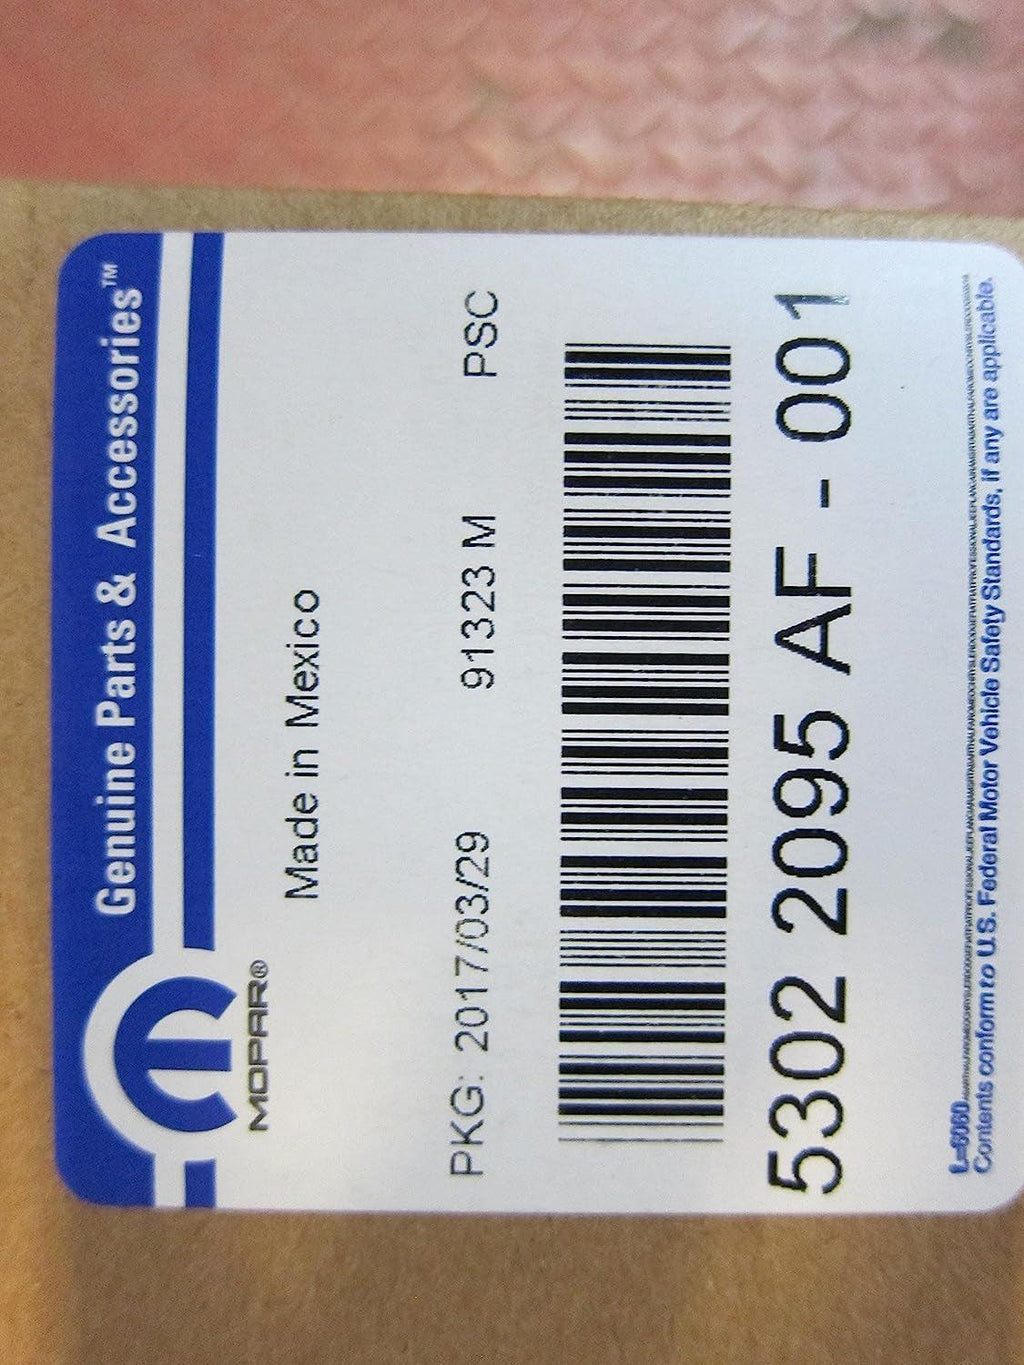 Genuine Parts & Accessories™
MOPAR®
Made in Mexico
PKG: 2017/03/29 91323 M PSC
5302 2095 AF - 001
L=6060
Contents conform to U.S. Federal Motor Vehicle Safety Standards, if any are applicable.